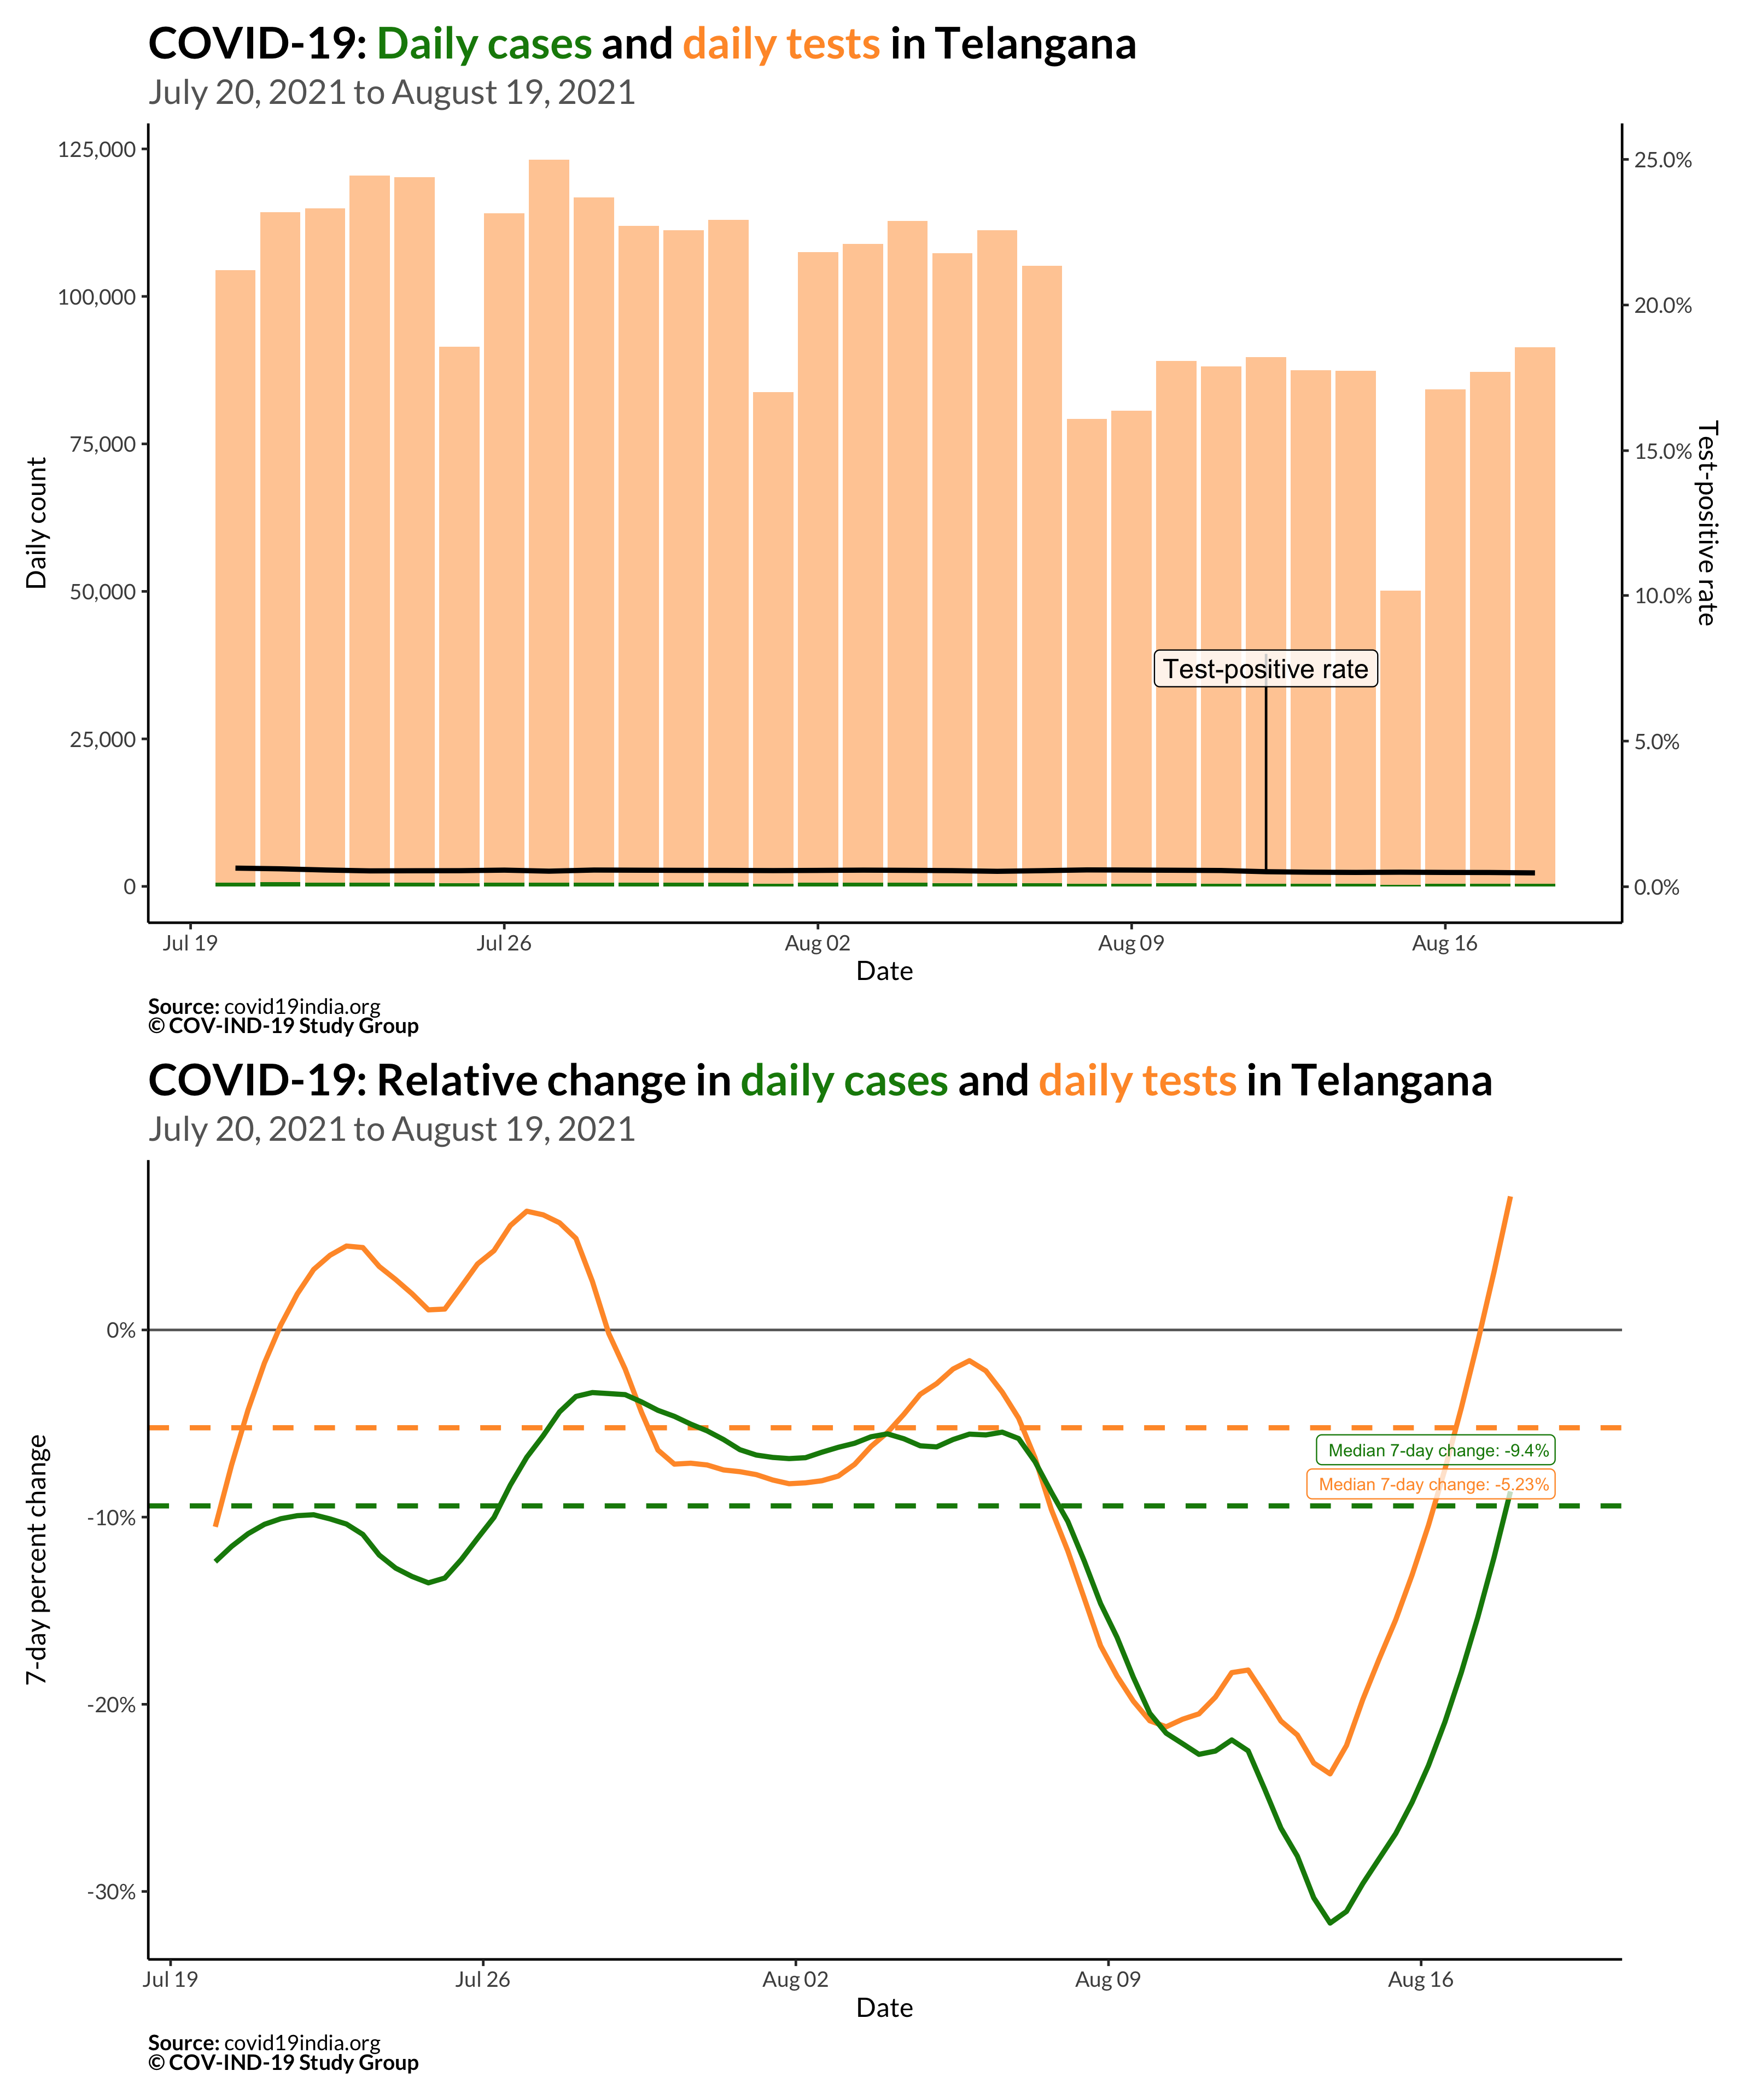 COVID-19: Daily cases and daily tests in Telangana
July 20, 2021 to August 19, 2021
125,000
100,000
75,000
50,000
25,000
0
Daily count
25.0%
20.0%
15.0%
10.0%
5.0%
0.0%
Test-positive rate
Test-positive rate
Jul 19
Jul 26
Aug 02
Aug 09
Aug 16
Date
Source: covid19india.org
© COV-IND-19 Study Group
COVID-19: Relative change in daily cases and daily tests in Telangana
July 20, 2021 to August 19, 2021
0%
-10%
-20%
-30%
7-day percent change
Median 7-day change: -9.4%
Median 7-day change: -5.23%
Jul 19
Jul 26
Aug 02
Aug 09
Aug 16
Date
Source: covid19india.org
© COV-IND-19 Study Group